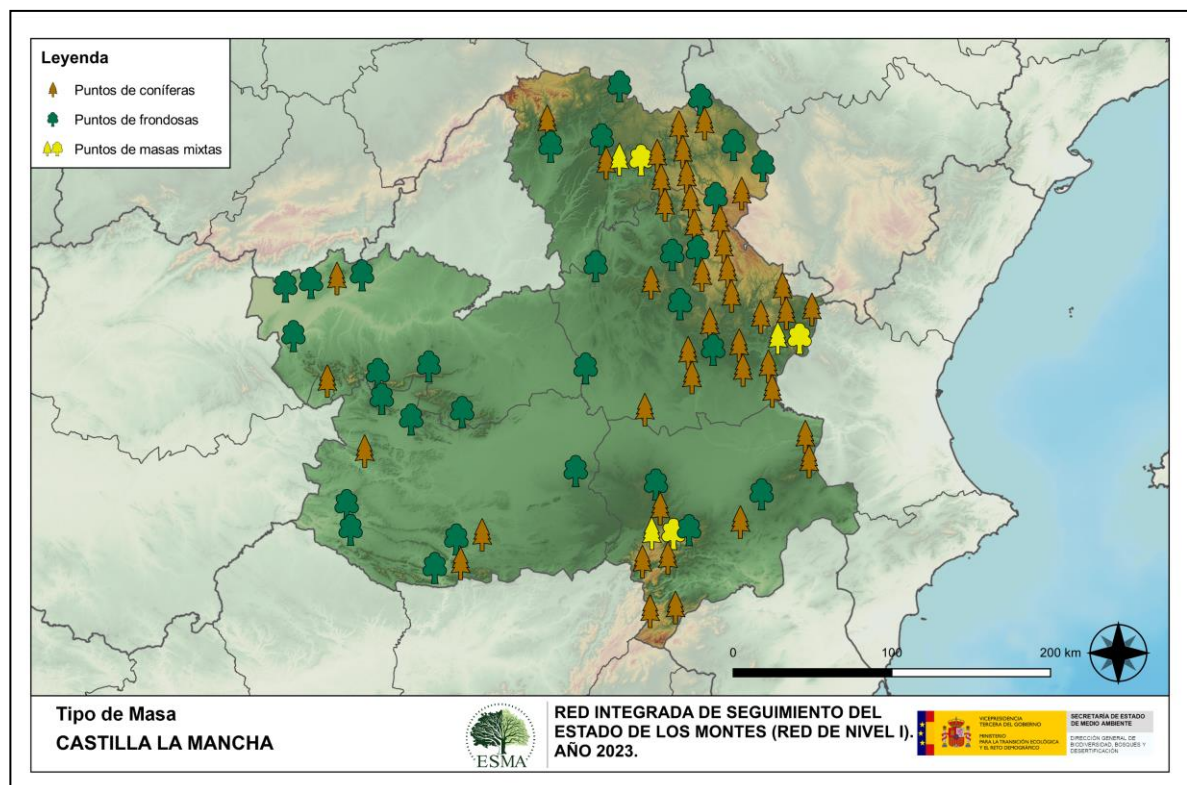 Leyenda
Puntos de coníferas
Puntos de frondosas
Puntos de masas mixtas
0
100
200 km
Tipo de Masa
CASTILLA LA MANCHA
ESMA
RED INTEGRADA DE SEGUIMIENTO DEL
ESTADO DE LOS MONTES (RED DE NIVEL I).
AÑO 2023.
VICEPRESIDENCIA
TERCERA DEL GOBIERNO
MINISTERIO
PARA LA TRANSICIÓN ECOLÓGICA
Y EL RETO DEMOGRÁFICO
SECRETARÍA DE ESTADO
DE MEDIO AMBIENTE
DIRECCIÓN GENERAL DE
BIODIVERSIDAD, BOSQUES Y
DESERTIFICACIÓN